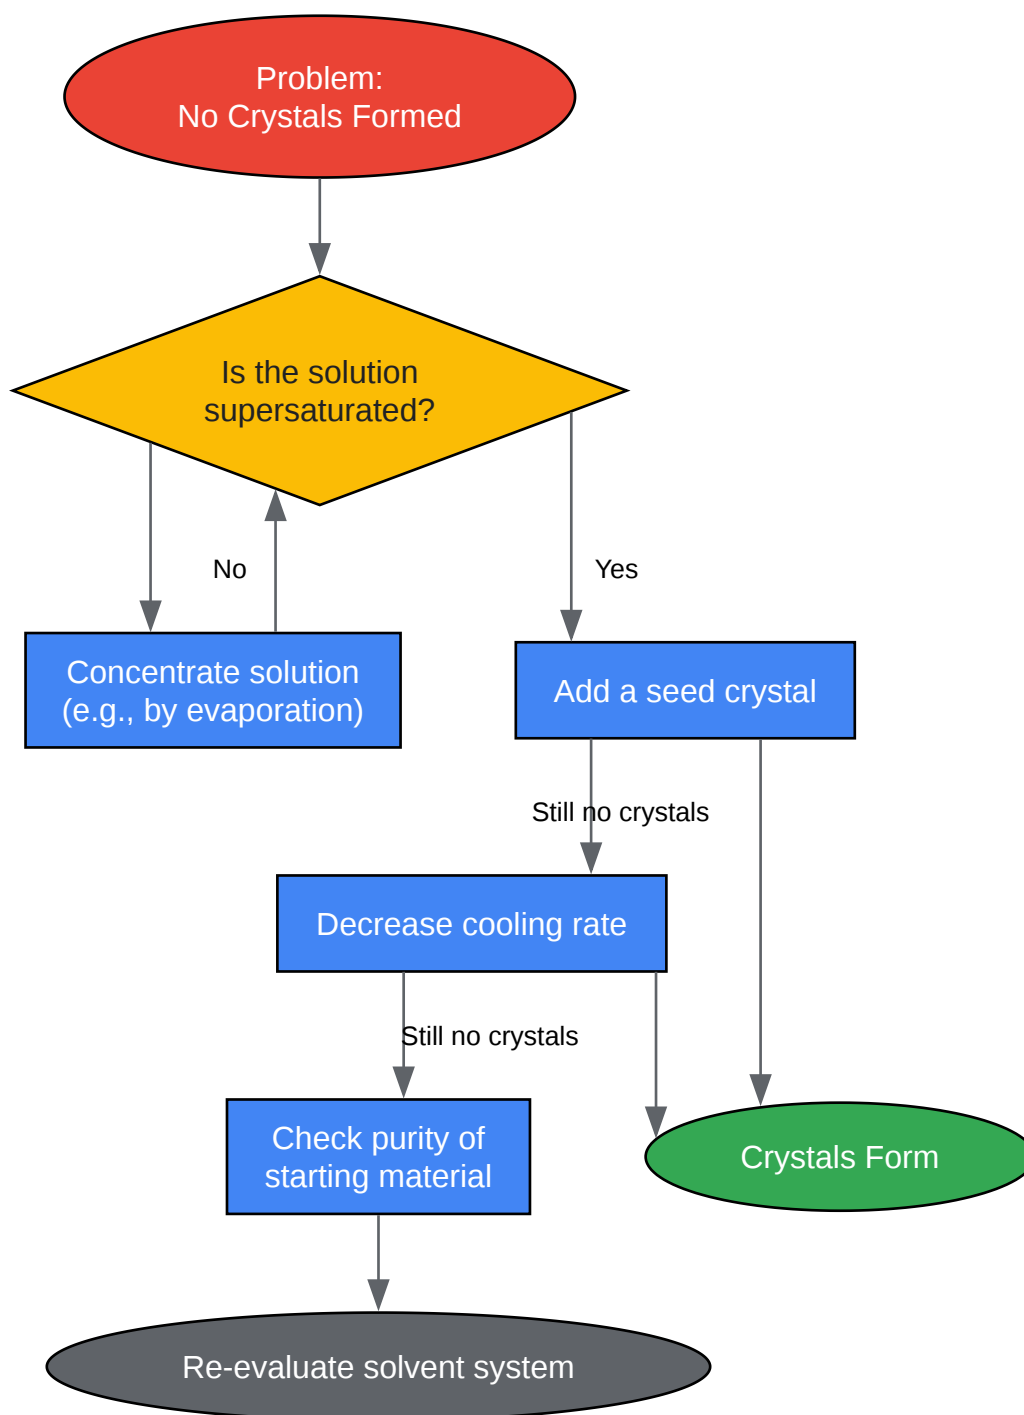 Problem:
No Crystals Formed
Is the solution
supersaturated?
No
Yes
Concentrate solution
(e.g., by evaporation)
Add a seed crystal
Still no crystals
Decrease cooling rate
Still no crystals
Check purity of
starting material
Crystals Form
Re-evaluate solvent system